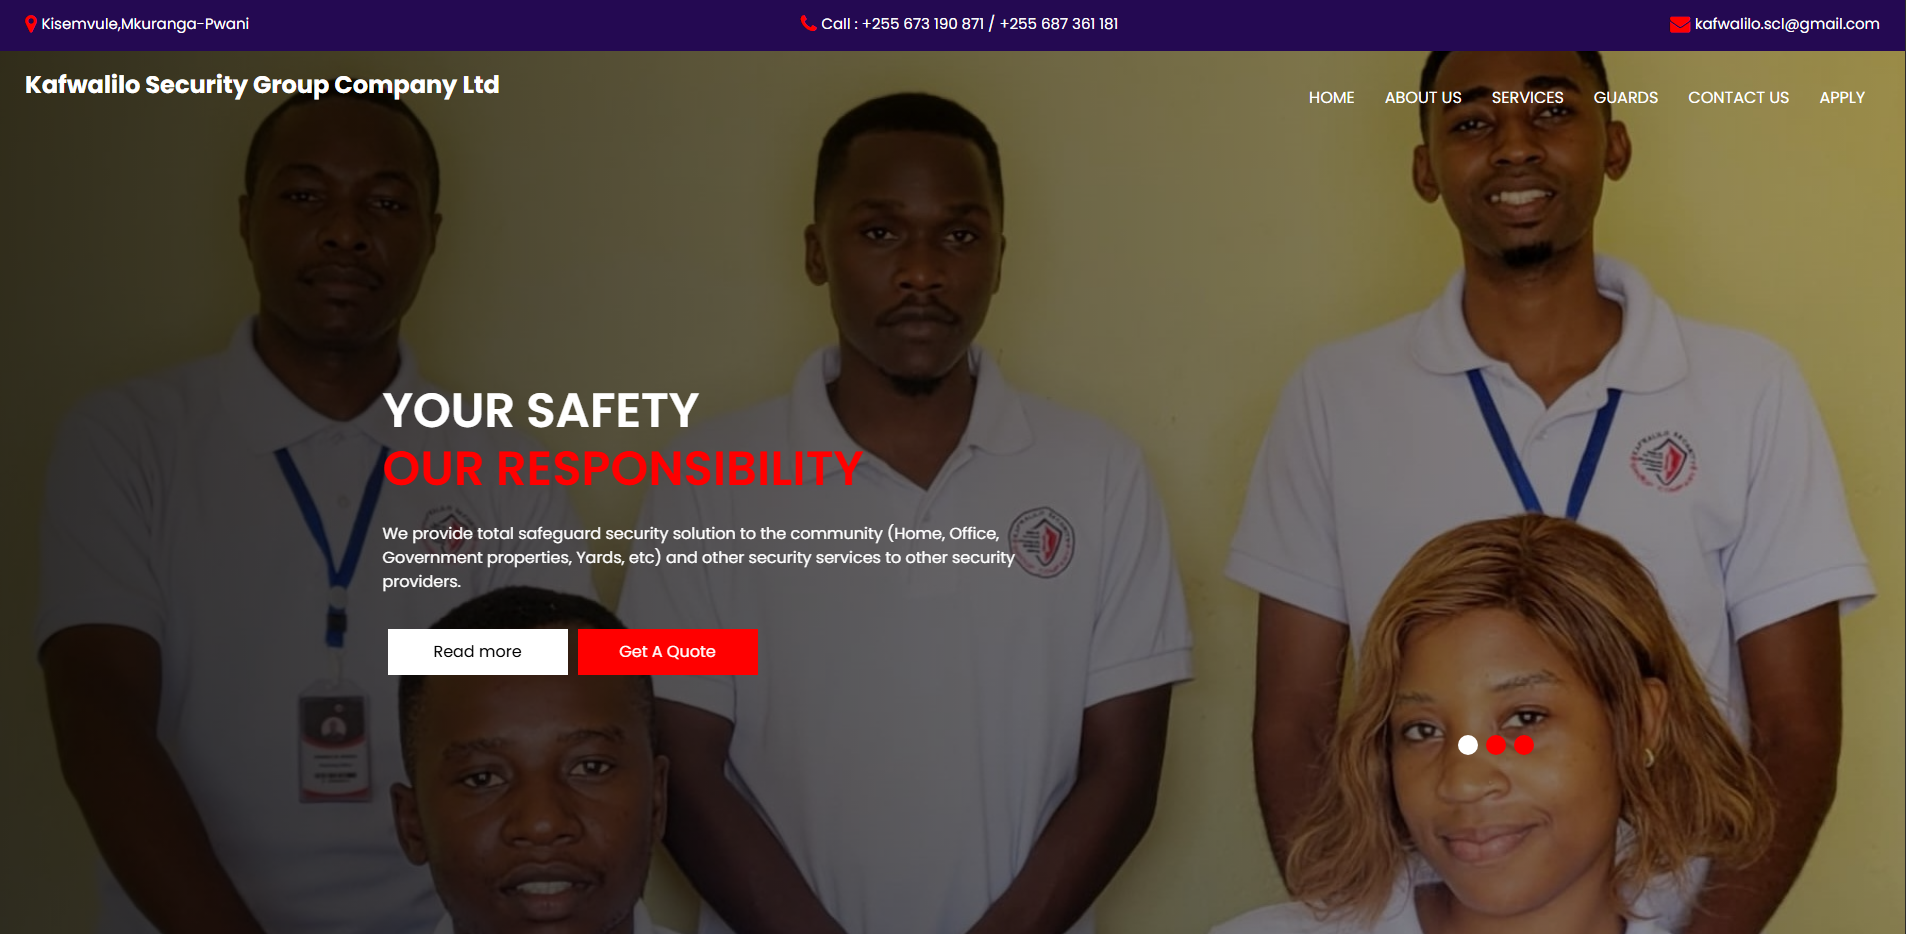 Kisemvule,Mkuranga-Pwani
Call : +255 673 190 871 / +255 687 361 181
kafwalilo.scl@gmail.com
Kafwalilo Security Group Company Ltd
HOME
ABOUT US
SERVICES
GUARDS
CONTACT US
APPLY
YOUR SAFETY
OUR RESPONSIBILITY
We provide total safeguard security solution to the community (Home, Office,
Government properties, Yards, etc) and other security services to other security
providers.
Read more
Get A Quote